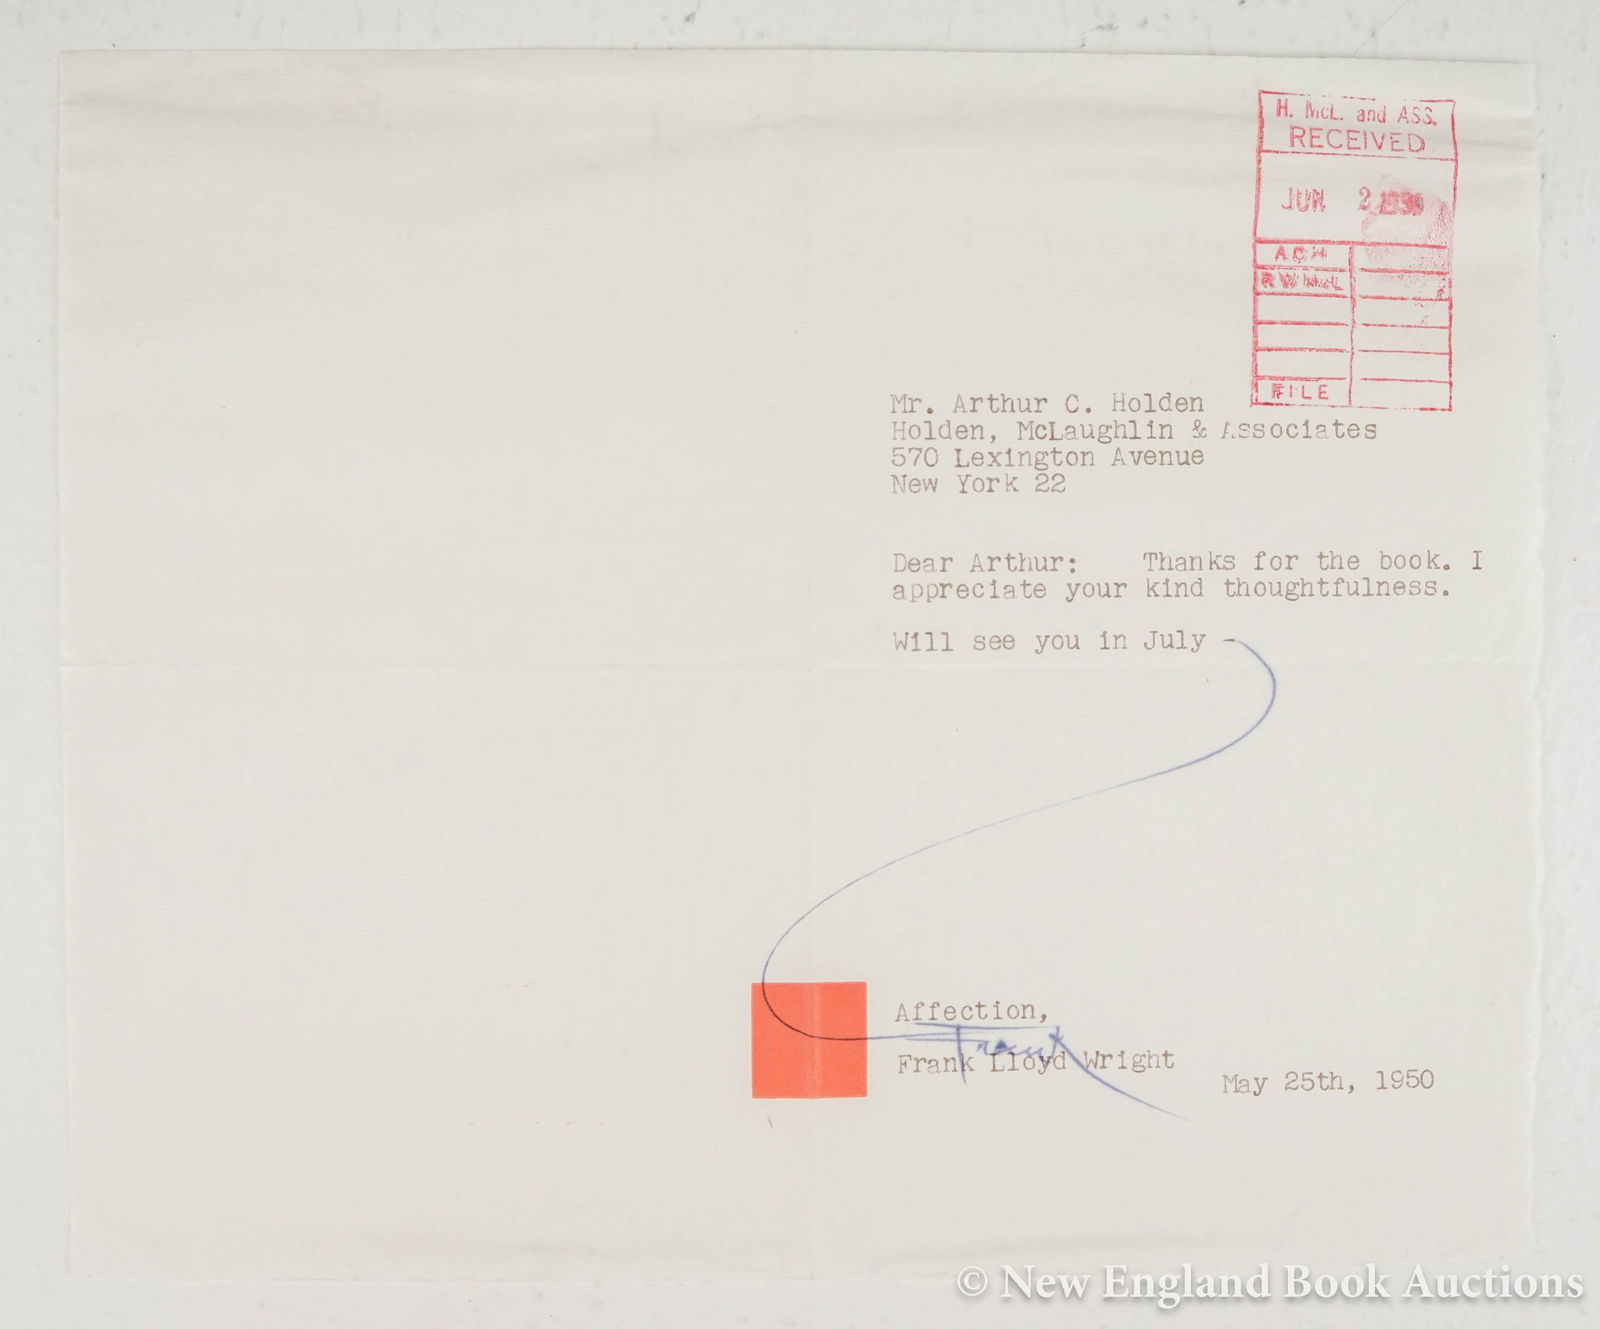 H. McL. and ASS.
RECEIVED
JUN 2 1950
A C H
R W McL
FILE
Mr. Arthur C. Holden
Holden, McLaughlin & Associates
570 Lexington Avenue
New York 22
Dear Arthur: Thanks for the book. I
appreciate your kind thoughtfulness.
Will see you in July -
Affection,
Frank
Frank Lloyd Wright
May 25th, 1950
© New England Book Auctions